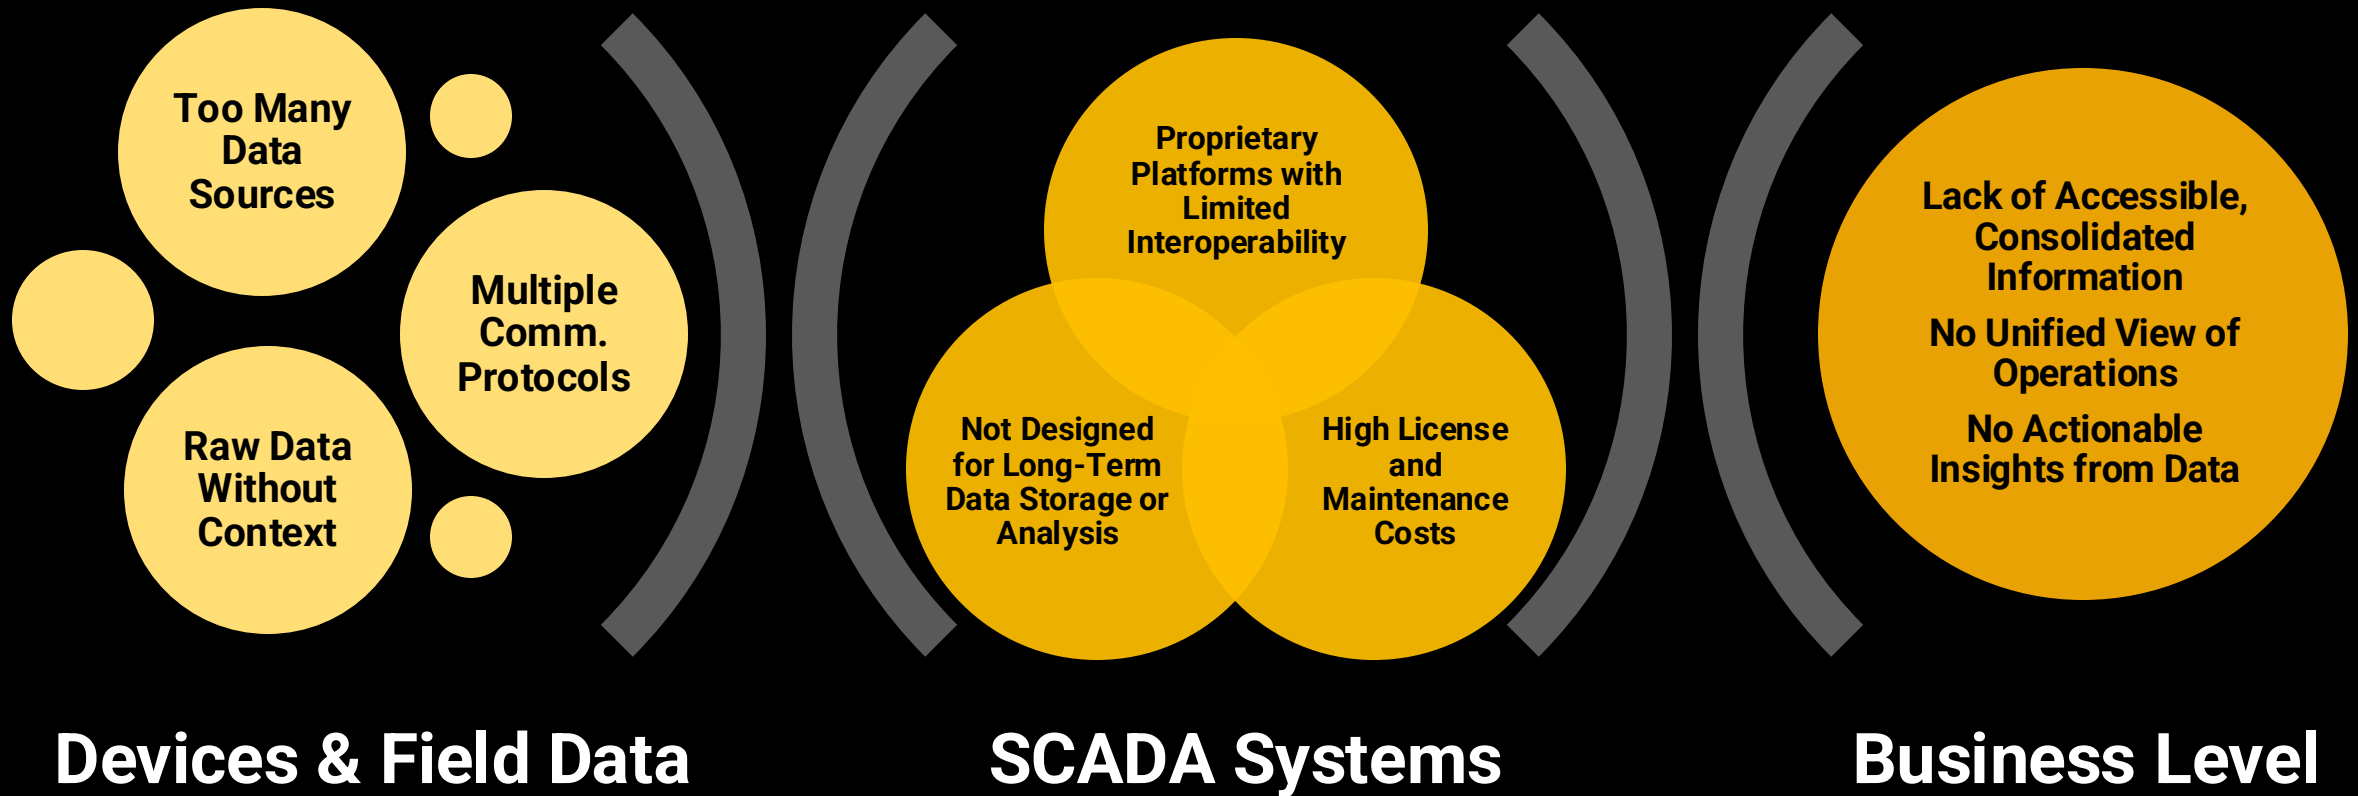 Too Many
Data
Sources
Multiple
Comm.
Protocols
Raw Data
Without
Context
Devices & Field Data
Proprietary
Platforms with
Limited
Interoperability
Not Designed
for Long-Term
Data Storage or
Analysis
High License
and
Maintenance
Costs
SCADA Systems
Lack of Accessible,
Consolidated
Information
No Unified View of
Operations
No Actionable
Insights from Data
Business Level